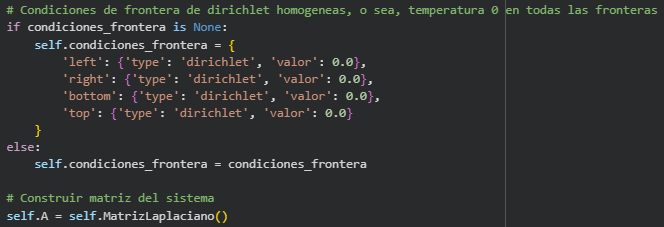 # Condiciones de frontera de dirichlet homogeneas, o sea, temperatura 0 en todas las fronteras
if condiciones_frontera is None:
    self.condiciones_frontera = {
        'left': {'type': 'dirichlet', 'valor': 0.0},
        'right': {'type': 'dirichlet', 'valor': 0.0},
        'bottom': {'type': 'dirichlet', 'valor': 0.0},
        'top': {'type': 'dirichlet', 'valor': 0.0}
    }
else:
    self.condiciones_frontera = condiciones_frontera

# Construir matriz del sistema
self.A = self.MatrizLaplaciano()